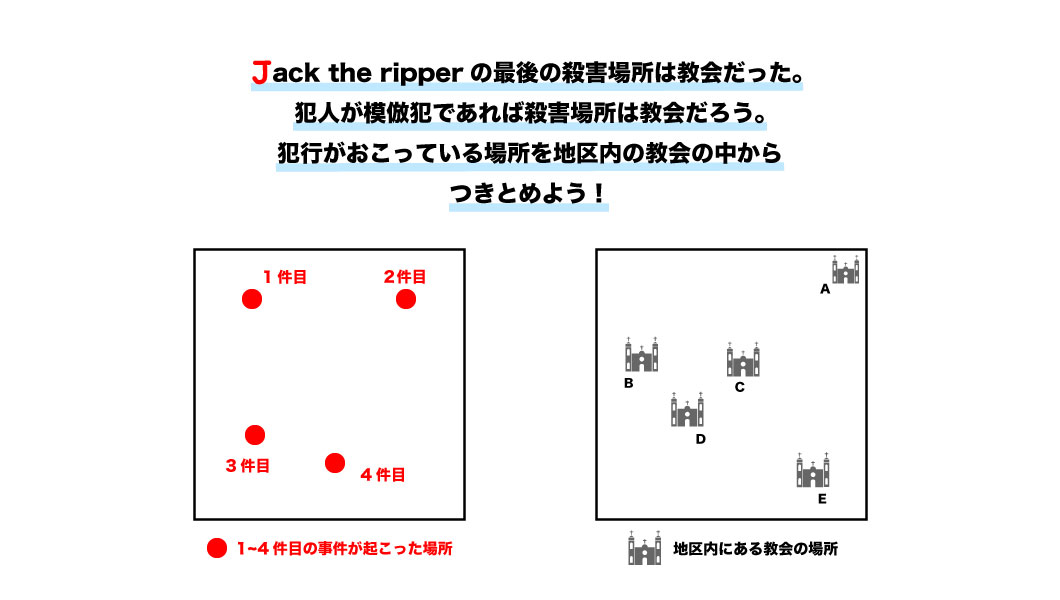 Jack the ripper の最後の殺害場所は教会だった。
犯人が模倣犯であれば殺害場所は教会だろう。
犯行がおこっている場所を地区内の教会の中から
つきとめよう！
1 件目
2件目
3 件目
4 件目
1~4 件目の事件が起こった場所
A
B
C
D
E
地区内にある教会の場所